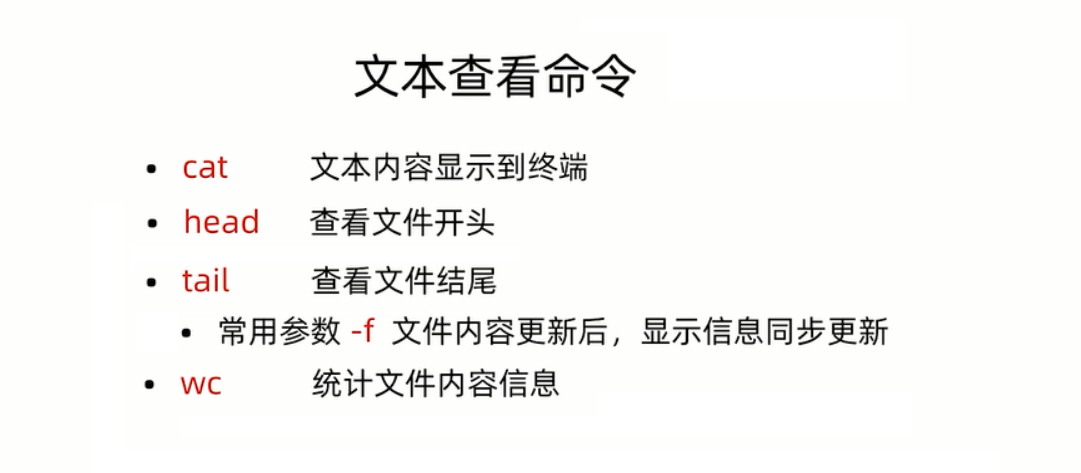 文本查看命令
• cat 文本内容显示到终端
• head 查看文件开头
• tail 查看文件结尾
• 常用参数 -f 文件内容更新后，显示信息同步更新
• wc 统计文件内容信息